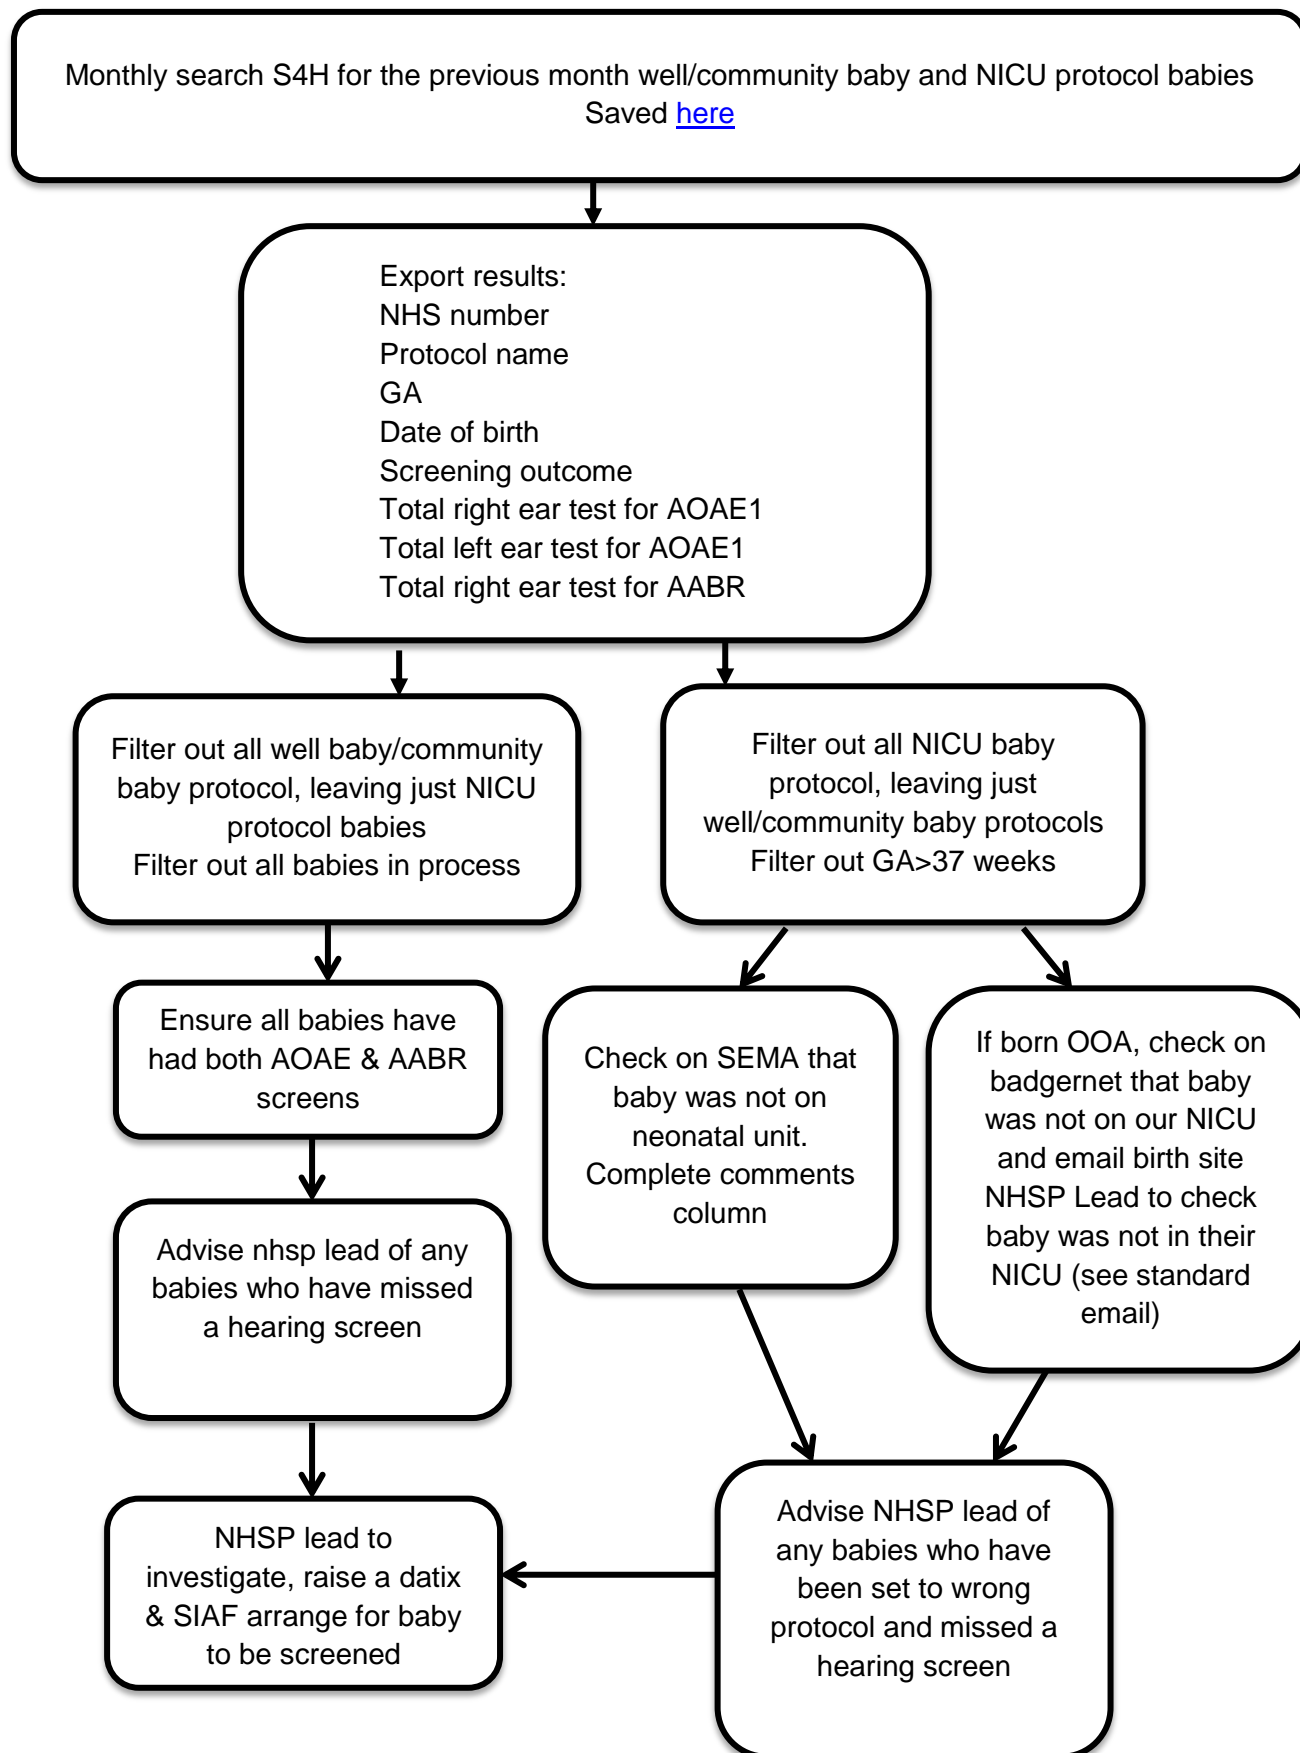 Monthly search S4H for the previous month well/community baby and NICU protocol babies
Saved here
Export results:
NHS number
Protocol name
GA
Date of birth
Screening outcome
Total right ear test for AOAE1
Total left ear test for AOAE1
Total right ear test for AABR
Filter out all well baby/community
baby protocol, leaving just NICU
protocol babies
Filter out all babies in process
Filter out all NICU baby
protocol, leaving just
well/community baby protocols
Filter out GA>37 weeks
Ensure all babies have
had both AOAE & AABR
screens
Check on SEMA that
baby was not on
neonatal unit.
Complete comments
column
If born OOA, check on
badgernet that baby
was not on our NICU
and email birth site
NHSP Lead to check
baby was not in their
NICU (see standard
email)
Advise nhsp lead of any
babies who have missed
a hearing screen
NHSP lead to
investigate, raise a datix
& SIAF arrange for baby
to be screened
Advise NHSP lead of
any babies who have
been set to wrong
protocol and missed a
hearing screen